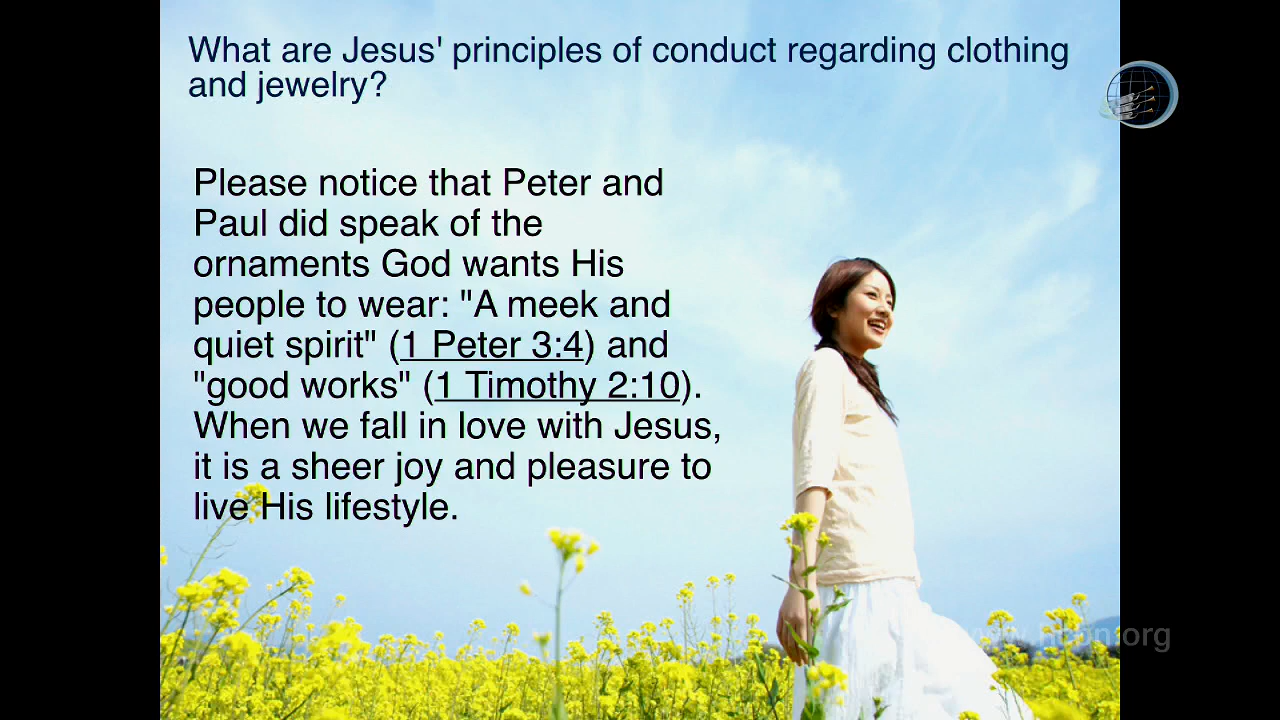 What are Jesus' principles of conduct regarding clothing
and jewelry?
Please notice that Peter and
Paul did speak of the
ornaments God wants His
people to wear: "A meek and
quiet spirit" (1 Peter 3:4) and
"good works" (1 Timothy 2:10).
When we fall in love with Jesus,
it is a sheer joy and pleasure to
live His lifestyle.